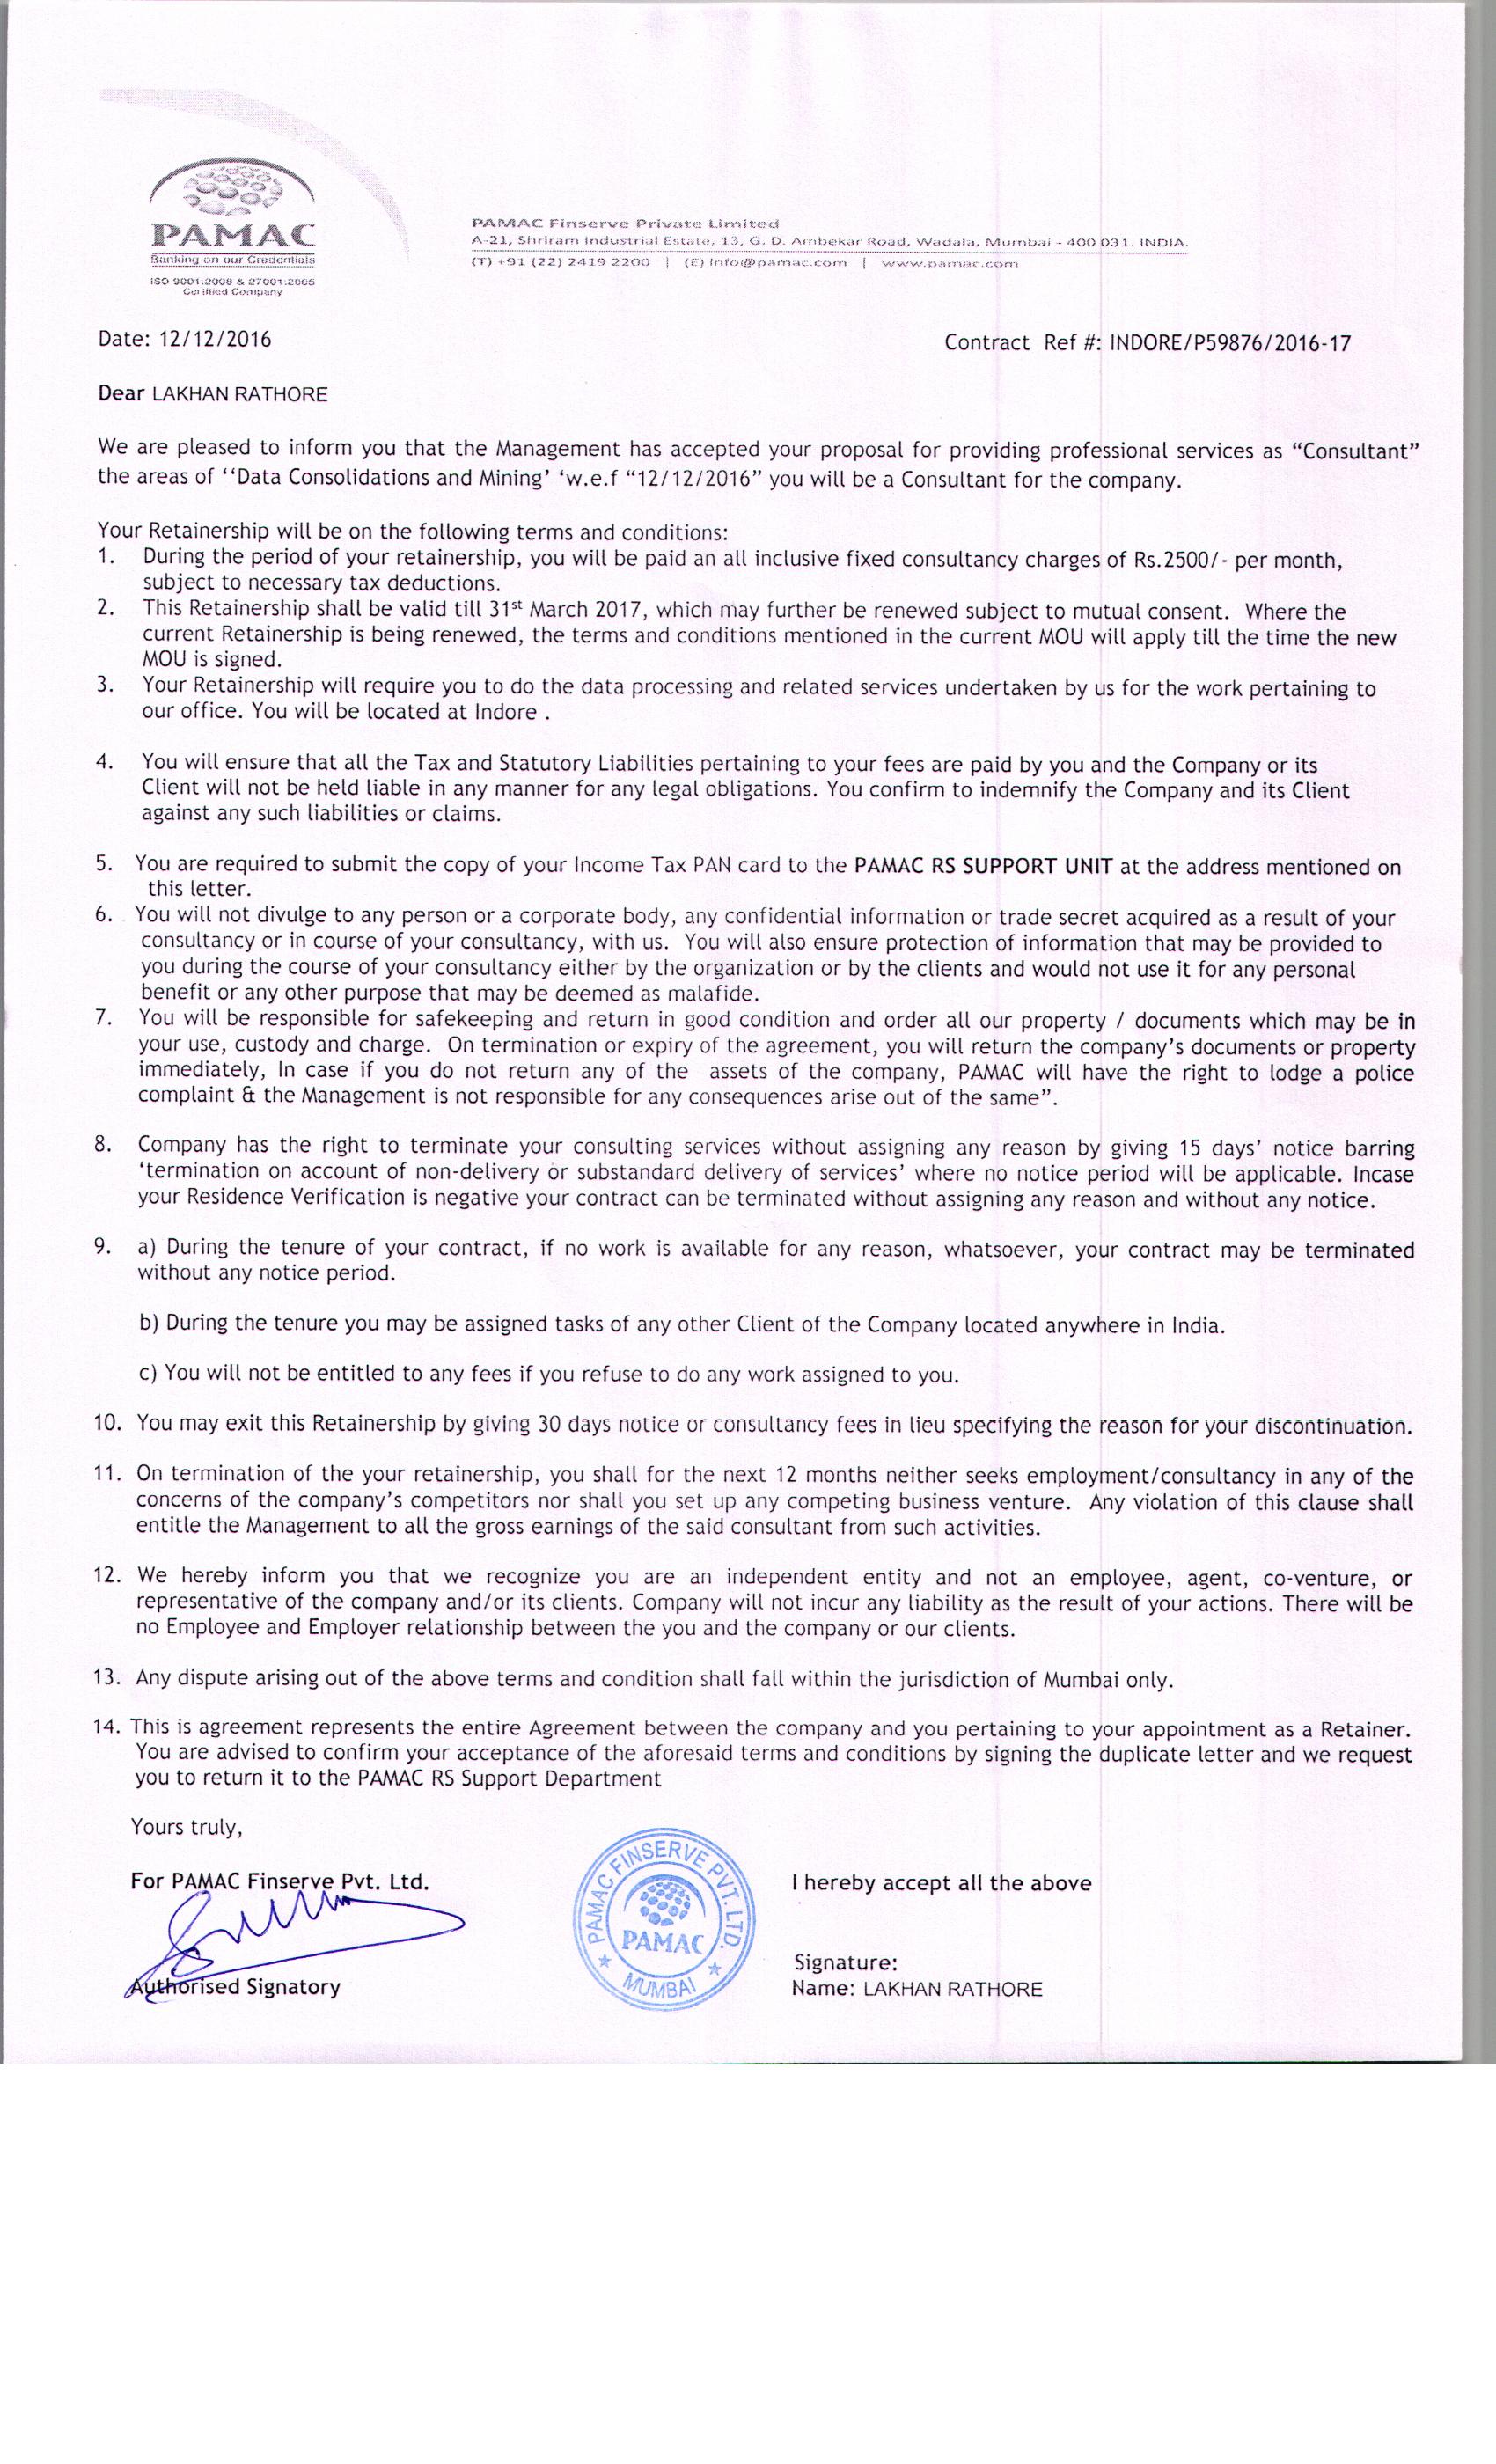 PAMAC
Banking on our Credentials
ISO 9001:2008 & 27001:2005
Certified Company
PAMAC Finserve Private Limited
A-21, Shriram Industrial Estate, 13, G. D. Ambekar Road, Wadala, Mumbai - 400 031. INDIA.
(T) +91 (22) 2419 2200 | (E) info@pamac.com | www.pamac.com
Date: 12/12/2016
Contract Ref #: INDORE/P59876/2016-17
Dear LAKHAN RATHORE
We are pleased to inform you that the Management has accepted your proposal for providing professional services as “Consultant”
the areas of ‘‘Data Consolidations and Mining’ ‘w.e.f “12/12/2016” you will be a Consultant for the company.
Your Retainership will be on the following terms and conditions:
1. During the period of your retainership, you will be paid an all inclusive fixed consultancy charges of Rs.2500/- per month,
subject to necessary tax deductions.
2. This Retainership shall be valid till 31st March 2017, which may further be renewed subject to mutual consent. Where the
current Retainership is being renewed, the terms and conditions mentioned in the current MOU will apply till the time the new
MOU is signed.
3. Your Retainership will require you to do the data processing and related services undertaken by us for the work pertaining to
our office. You will be located at Indore .
4. You will ensure that all the Tax and Statutory Liabilities pertaining to your fees are paid by you and the Company or its
Client will not be held liable in any manner for any legal obligations. You confirm to indemnify the Company and its Client
against any such liabilities or claims.
5. You are required to submit the copy of your Income Tax PAN card to the PAMAC RS SUPPORT UNIT at the address mentioned on
this letter.
6. You will not divulge to any person or a corporate body, any confidential information or trade secret acquired as a result of your
consultancy or in course of your consultancy, with us. You will also ensure protection of information that may be provided to
you during the course of your consultancy either by the organization or by the clients and would not use it for any personal
benefit or any other purpose that may be deemed as malafide.
7. You will be responsible for safekeeping and return in good condition and order all our property / documents which may be in
your use, custody and charge. On termination or expiry of the agreement, you will return the company’s documents or property
immediately, In case if you do not return any of the assets of the company, PAMAC will have the right to lodge a police
complaint & the Management is not responsible for any consequences arise out of the same”.
8. Company has the right to terminate your consulting services without assigning any reason by giving 15 days’ notice barring
‘termination on account of non-delivery or substandard delivery of services’ where no notice period will be applicable. Incase
your Residence Verification is negative your contract can be terminated without assigning any reason and without any notice.
9. a) During the tenure of your contract, if no work is available for any reason, whatsoever, your contract may be terminated
without any notice period.
b) During the tenure you may be assigned tasks of any other Client of the Company located anywhere in India.
c) You will not be entitled to any fees if you refuse to do any work assigned to you.
10. You may exit this Retainership by giving 30 days notice or consultancy fees in lieu specifying the reason for your discontinuation.
11. On termination of the your retainership, you shall for the next 12 months neither seeks employment/consultancy in any of the
concerns of the company’s competitors nor shall you set up any competing business venture. Any violation of this clause shall
entitle the Management to all the gross earnings of the said consultant from such activities.
12. We hereby inform you that we recognize you are an independent entity and not an employee, agent, co-venture, or
representative of the company and/or its clients. Company will not incur any liability as the result of your actions. There will be
no Employee and Employer relationship between the you and the company or our clients.
13. Any dispute arising out of the above terms and condition shall fall within the jurisdiction of Mumbai only.
14. This is agreement represents the entire Agreement between the company and you pertaining to your appointment as a Retainer.
You are advised to confirm your acceptance of the aforesaid terms and conditions by signing the duplicate letter and we request
you to return it to the PAMAC RS Support Department
Yours truly,
For PAMAC Finserve Pvt. Ltd.
Authorised Signatory
PAMAC FINSERVE PVT. LTD.
PAMAC
MUMBAI
I hereby accept all the above
Signature:
Name: LAKHAN RATHORE